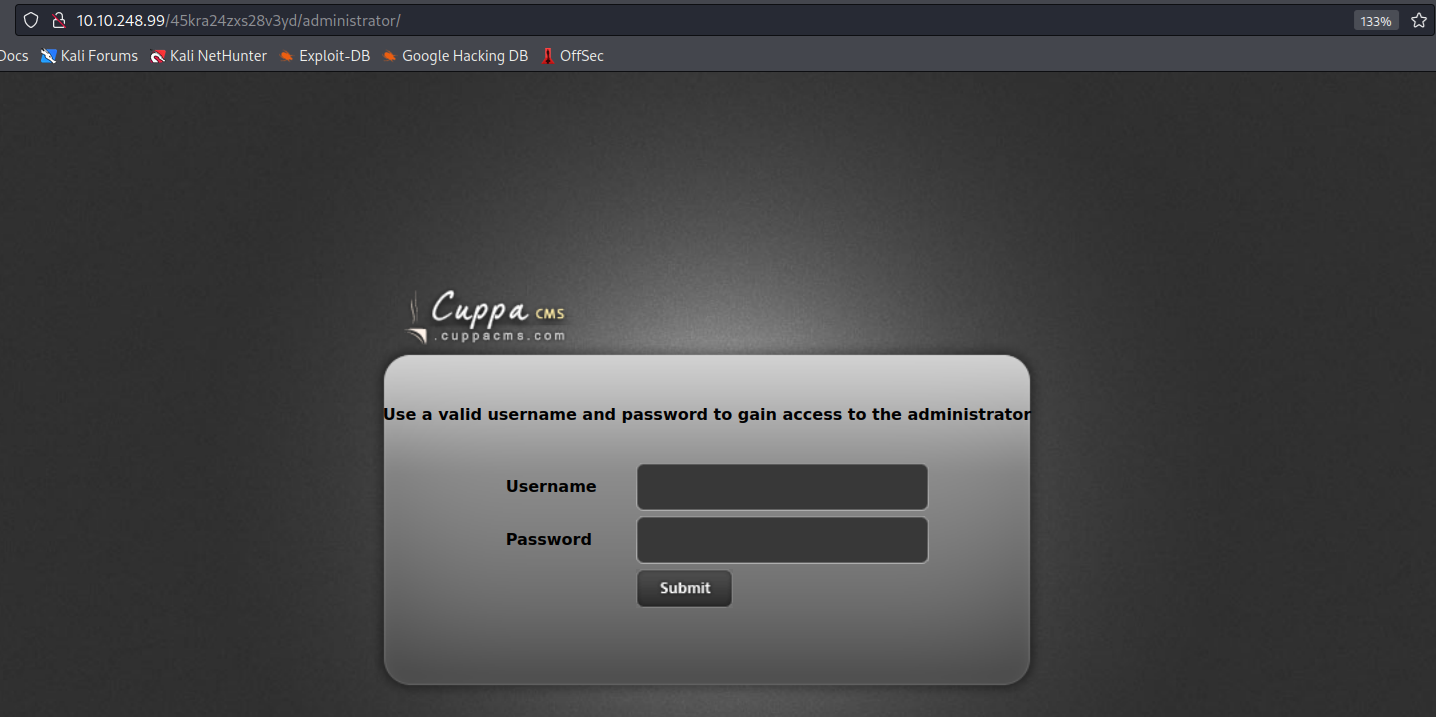 10.10.248.99/45kra24zxs28v3yd/administrator/ 133%
Docs Kali Forums Kali NetHunter Exploit-DB Google Hacking DB OffSec
Cuppa CMS
.cuppacms.com
Use a valid username and password to gain access to the administrator
Username
Password
Submit